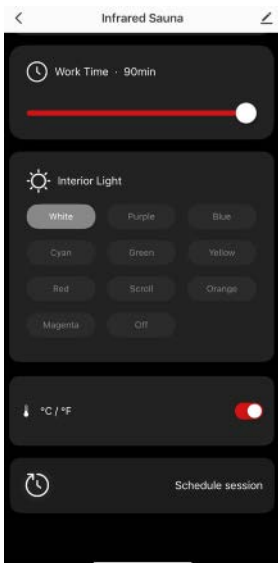 Infrared Sauna
Work Time · 90min
Interior Light
White Purple Blue
Cyan Green Yellow
Red Scroll Orange
Magenta Off
°C / °F
Schedule session